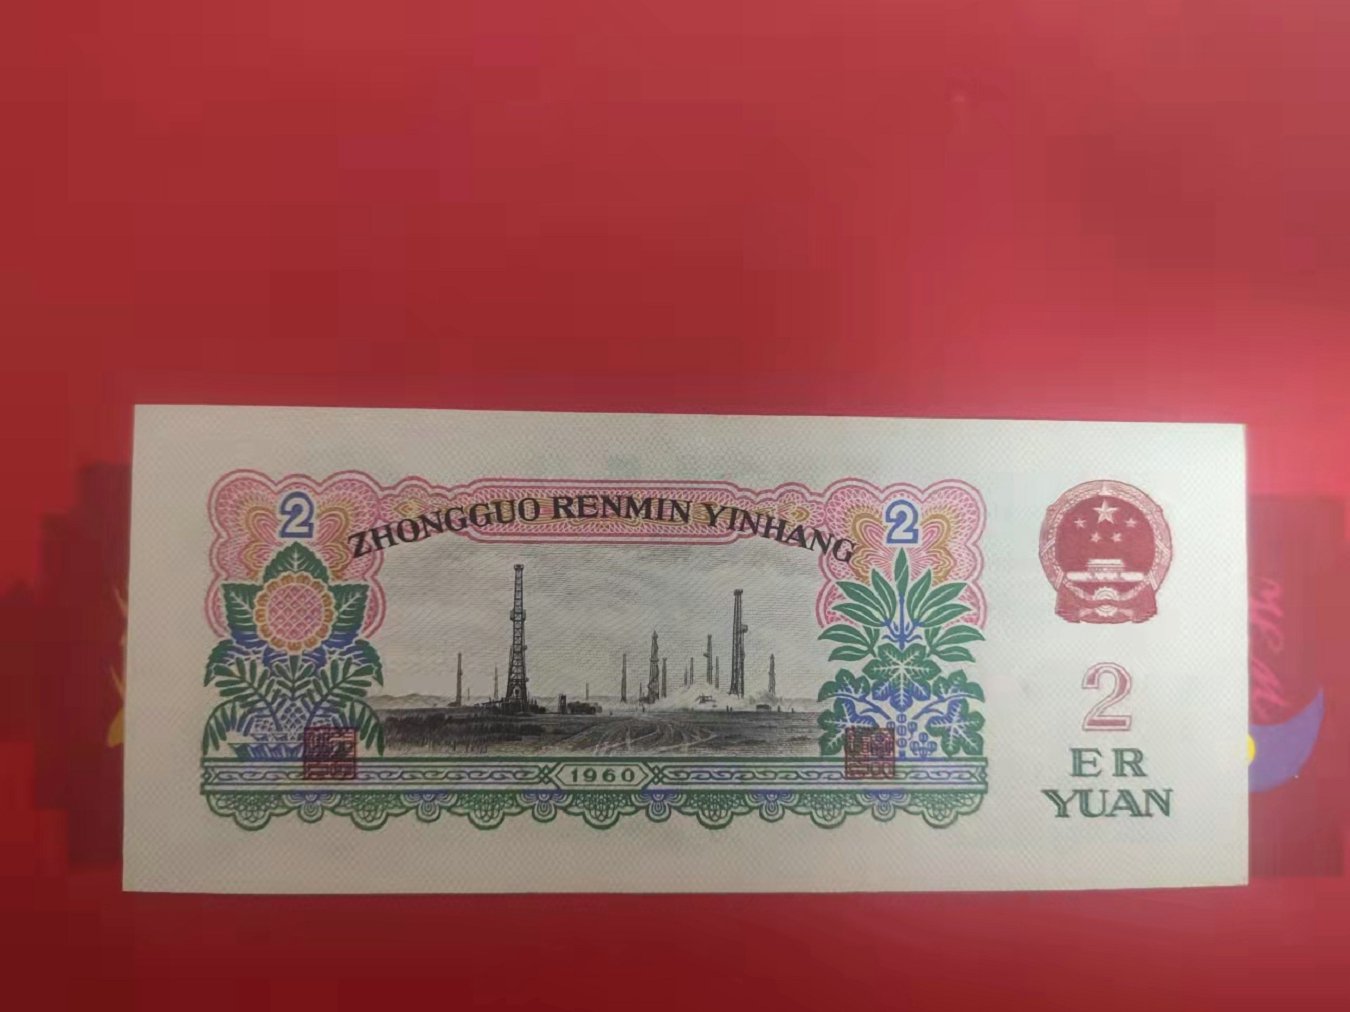 2 ZHONGGUO RENMIN YINHANG 2
1960
2
ER
YUAN